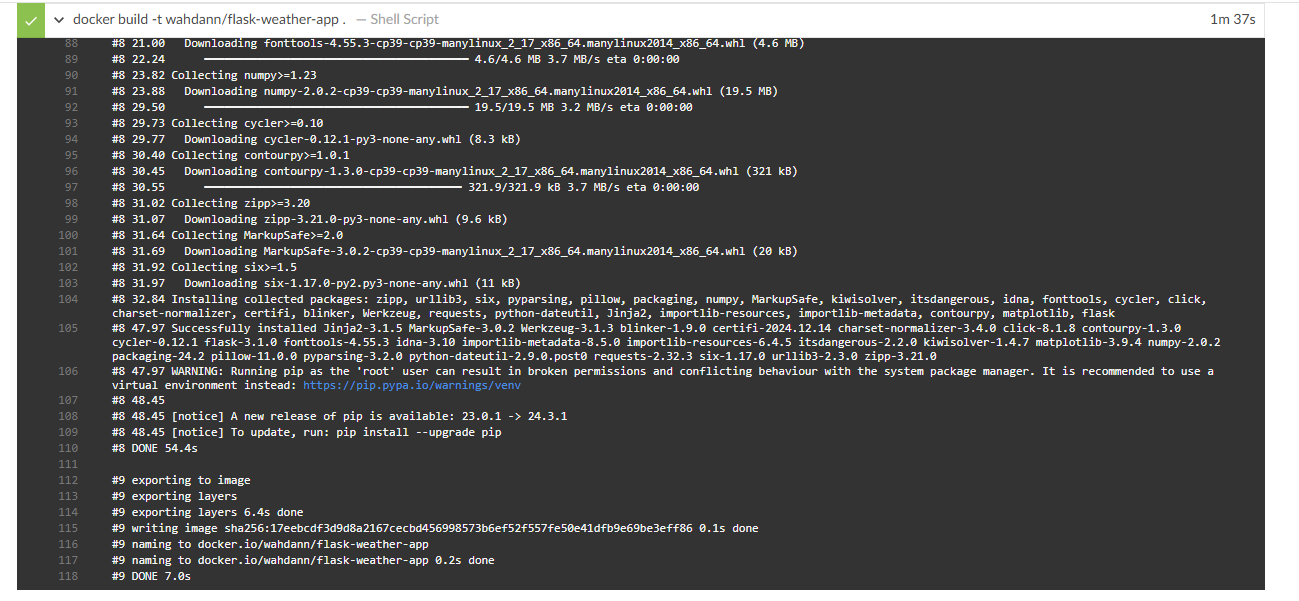 docker build -t wahdann/flask-weather-app . — Shell Script 1m 37s
88 #8 21.00 Downloading fonttools-4.55.3-cp39-cp39-manylinux_2_17_x86_64.manylinux2014_x86_64.whl (4.6 MB)
89 #8 22.24 ━━━━━━━━━━━━━━━━━━━━━━━━━━━━━━━━━━━━━━━━ 4.6/4.6 MB 3.7 MB/s eta 0:00:00
90 #8 23.82 Collecting numpy>=1.23
91 #8 23.88 Downloading numpy-2.0.2-cp39-cp39-manylinux_2_17_x86_64.manylinux2014_x86_64.whl (19.5 MB)
92 #8 29.50 ━━━━━━━━━━━━━━━━━━━━━━━━━━━━━━━━━━━━━━━━ 19.5/19.5 MB 3.2 MB/s eta 0:00:00
93 #8 29.73 Collecting cycler>=0.10
94 #8 29.77 Downloading cycler-0.12.1-py3-none-any.whl (8.3 kB)
95 #8 30.40 Collecting contourpy>=1.0.1
96 #8 30.45 Downloading contourpy-1.3.0-cp39-cp39-manylinux_2_17_x86_64.manylinux2014_x86_64.whl (321 kB)
97 #8 30.55 ━━━━━━━━━━━━━━━━━━━━━━━━━━━━━━━━━━━━━━━ 321.9/321.9 kB 3.7 MB/s eta 0:00:00
98 #8 31.02 Collecting zipp>=3.20
99 #8 31.07 Downloading zipp-3.21.0-py3-none-any.whl (9.6 kB)
100 #8 31.64 Collecting MarkupSafe>=2.0
101 #8 31.69 Downloading MarkupSafe-3.0.2-cp39-cp39-manylinux_2_17_x86_64.manylinux2014_x86_64.whl (20 kB)
102 #8 31.92 Collecting six>=1.5
103 #8 31.97 Downloading six-1.17.0-py2.py3-none-any.whl (11 kB)
104 #8 32.84 Installing collected packages: zipp, urllib3, six, pyparsing, pillow, packaging, numpy, MarkupSafe, kiwisolver, itsdangerous, idna, fonttools, cycler, click,
charset-normalizer, certifi, blinker, Werkzeug, requests, python-dateutil, Jinja2, importlib-resources, importlib-metadata, contourpy, matplotlib, flask
105 #8 47.97 Successfully installed Jinja2-3.1.5 MarkupSafe-3.0.2 Werkzeug-3.1.3 blinker-1.9.0 certifi-2024.12.14 charset-normalizer-3.4.0 click-8.1.8 contourpy-1.3.0
cycler-0.12.1 flask-3.1.0 fonttools-4.55.3 idna-3.10 importlib-metadata-8.5.0 importlib-resources-6.4.5 itsdangerous-2.2.0 kiwisolver-1.4.7 matplotlib-3.9.4 numpy-2.0.2
packaging-24.2 pillow-11.0.0 pyparsing-3.2.0 python-dateutil-2.9.0.post0 requests-2.32.3 six-1.17.0 urllib3-2.3.0 zipp-3.21.0
106 #8 47.97 WARNING: Running pip as the 'root' user can result in broken permissions and conflicting behaviour with the system package manager. It is recommended to use a
virtual environment instead: https://pip.pypa.io/warnings/venv
107 #8 48.45
108 #8 48.45 [notice] A new release of pip is available: 23.0.1 -> 24.3.1
109 #8 48.45 [notice] To update, run: pip install --upgrade pip
110 #8 DONE 54.4s
111
112 #9 exporting to image
113 #9 exporting layers
114 #9 exporting layers 6.4s done
115 #9 writing image sha256:17eebcdf3d9d8a2167cecbd456998573b6ef52f557fe50e41dfb9e69be3eff86 0.1s done
116 #9 naming to docker.io/wahdann/flask-weather-app
117 #9 naming to docker.io/wahdann/flask-weather-app 0.2s done
118 #9 DONE 7.0s